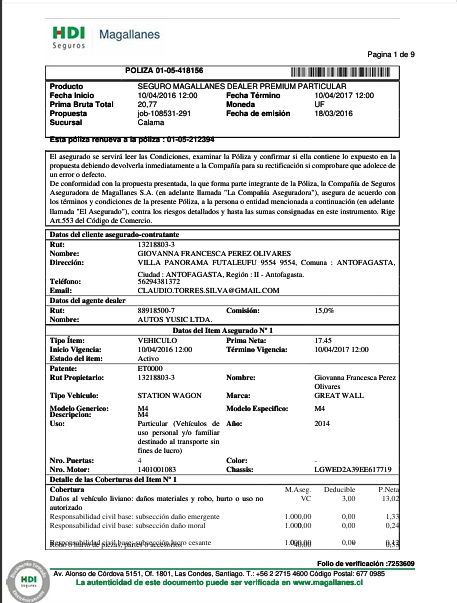 HDI
Seguros
Magallanes
Pagina 1 de 9
POLIZA 01-05-418156
Producto SEGURO MAGALLANES DEALER PREMIUM PARTICULAR
Fecha Inicio 10/04/2016 12:00 Fecha Término 10/04/2017 12:00
Prima Bruta Total 20,77 Moneda UF
Propuesta job-108531-291 Fecha de emisión 18/03/2016
Sucursal Calama
Esta póliza renueva a la póliza : 01-05-212394
El asegurado se servirá leer las Condiciones, examinar la Póliza y confirmar si ella contiene lo expuesto en la
propuesta debiendo devolverla inmediatamente a la Compañía para su rectificación si comprobare que adolece de
un error o defecto.
De conformidad con la propuesta presentada, la que forma parte integrante de la Póliza, la Compañía de Seguros
Aseguradora de Magallanes S.A. (en adelante llamada "La Compañía Aseguradora"), asegura de acuerdo con
los términos y condiciones de la presente Póliza, a la persona o entidad mencionada a continuación (en adelante
llamada "El Asegurado"), contra los riesgos detallados y hasta las sumas consignadas en este instrumento. Rige
Art.553 del Código de Comercio.
Datos del cliente asegurado-contratante
Rut: 13218803-3
Nombre: GIOVANNA FRANCESCA PEREZ OLIVARES
Dirección: VILLA PANORAMA FUTALEUFU 9554 9554, Comuna : ANTOFAGASTA,
Ciudad : ANTOFAGASTA, Región : II - Antofagasta.
Teléfono: 56294381372
Email: CLAUDIO.TORRES.SILVA@GMAIL.COM
Datos del agente dealer
Rut: 88918500-7 Comisión: 15,0%
Nombre: AUTOS YUSIC LTDA.
Datos del Item Asegurado Nº 1
Tipo Ítem: VEHICULO Prima Neta: 17.45
Inicio Vigencia: 10/04/2016 12:00 Término Vigencia: 10/04/2017 12:00
Estado del item: Activo
Patente: ET0000
Rut Propietario: 13218803-3 Nombre: Giovanna Francesca Perez
Olivares
Tipo Vehículo: STATION WAGON Marca: GREAT WALL
Modelo Generico: M4 Modelo Especifico: M4
Descripcion: M4
Uso: Particular (Vehículos de Año: 2014
uso personal y/o familiar
destinado al transporte sin
fines de lucro)
Nro. Puertas: 4 Color: -
Nro. Motor: 1401001083 Chassis: LGWED2A39EE617719
Detalle de las Coberturas del Item Nº 1
Cobertura M.Aseg. Deducible P.Neta
Daños al vehículo liviano: daños materiales y robo, hurto o uso no VC 3,00 13,02
autorizado
Responsabilidad civil base: subsección daño emergente 1.000,00 1,33
Responsabilidad civil base: subsección daño moral 1.000,00 0,24
Responsabilidad civil base: subsección lucro cesante 1.000,00
Folio de verificación :7253609
Av. Alonso de Córdova 5151, Of. 1801, Las Condes, Santiago. T.: +56 2 2715 4600 Código Postal: 677 0985
La autenticidad de este documento puede ser verificada en www.magallanes.cl
HDI